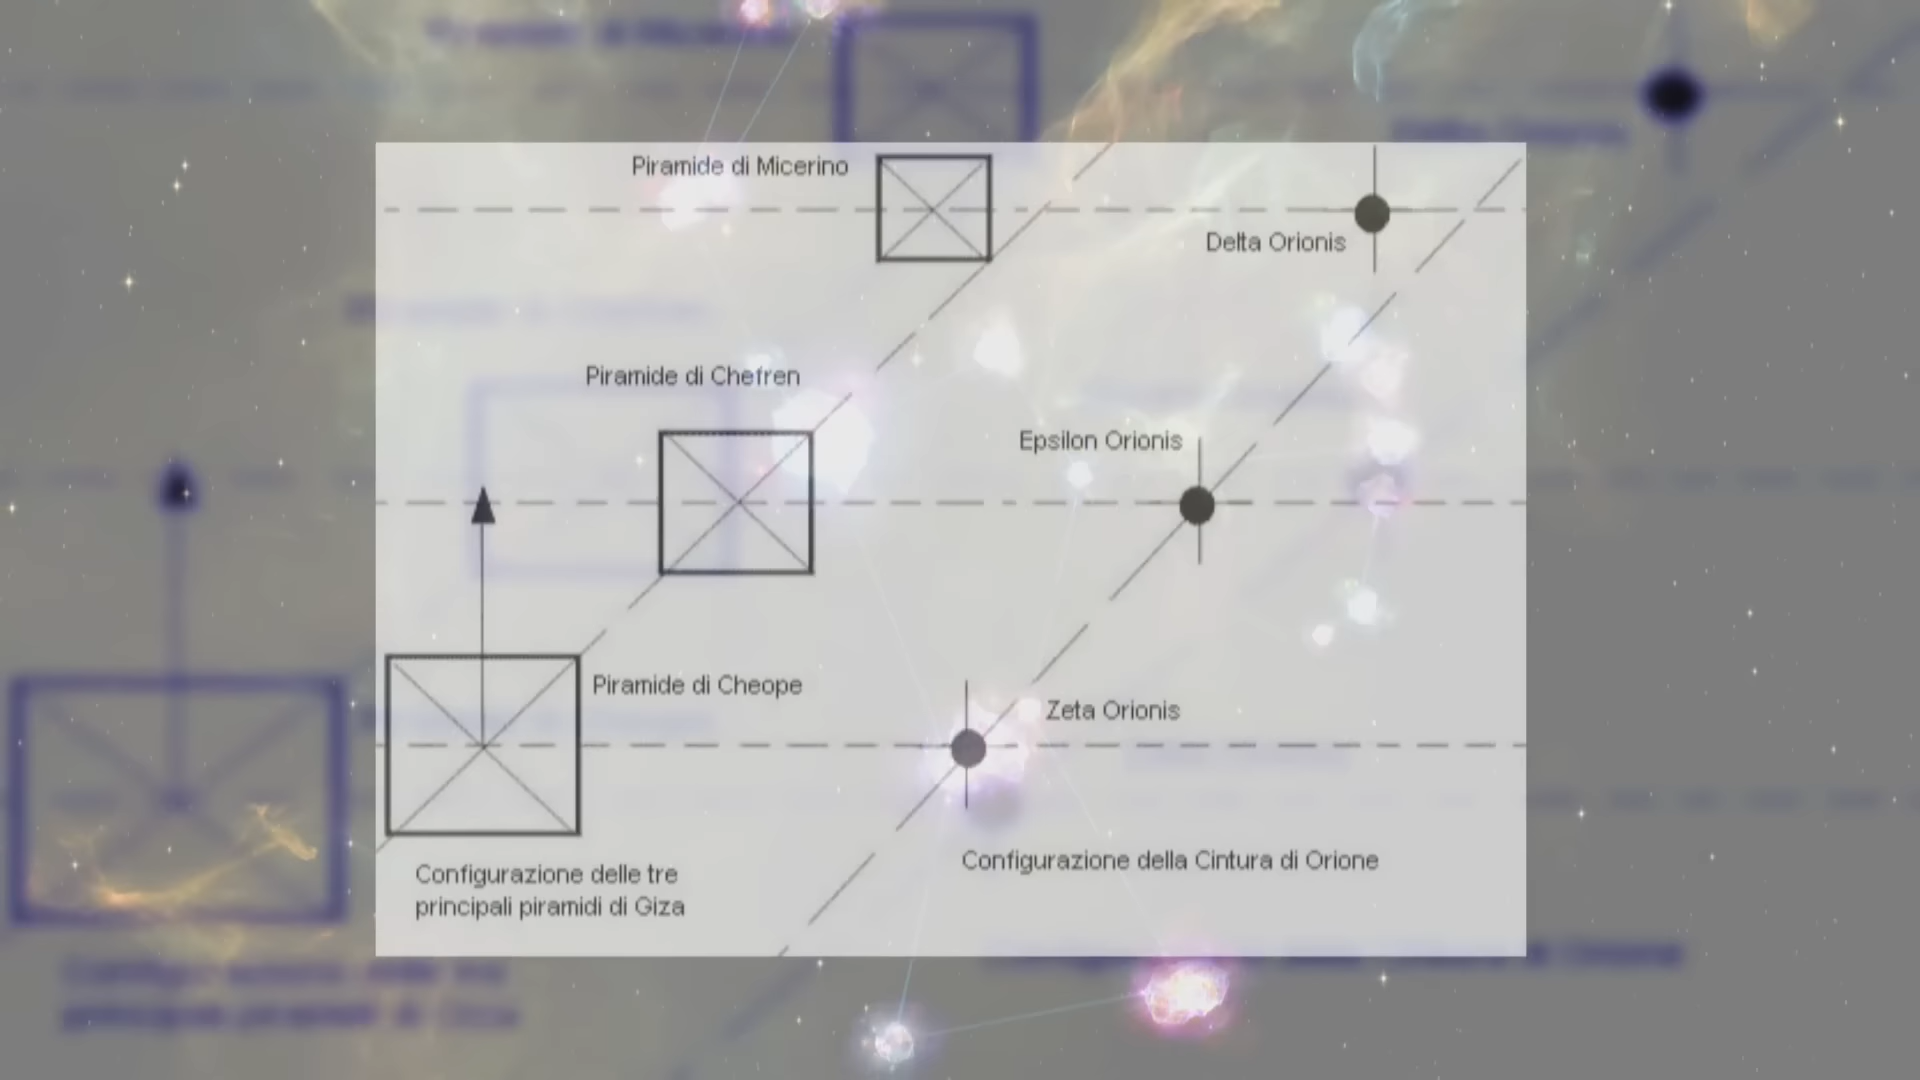 Piramide di Micerino
Delta Orionis
Piramide di Chefren
Epsilon Orionis
Piramide di Cheope
Zeta Orionis
Configurazione della Cintura di Orione
Configurazione delle tre
principali piramidi di Giza